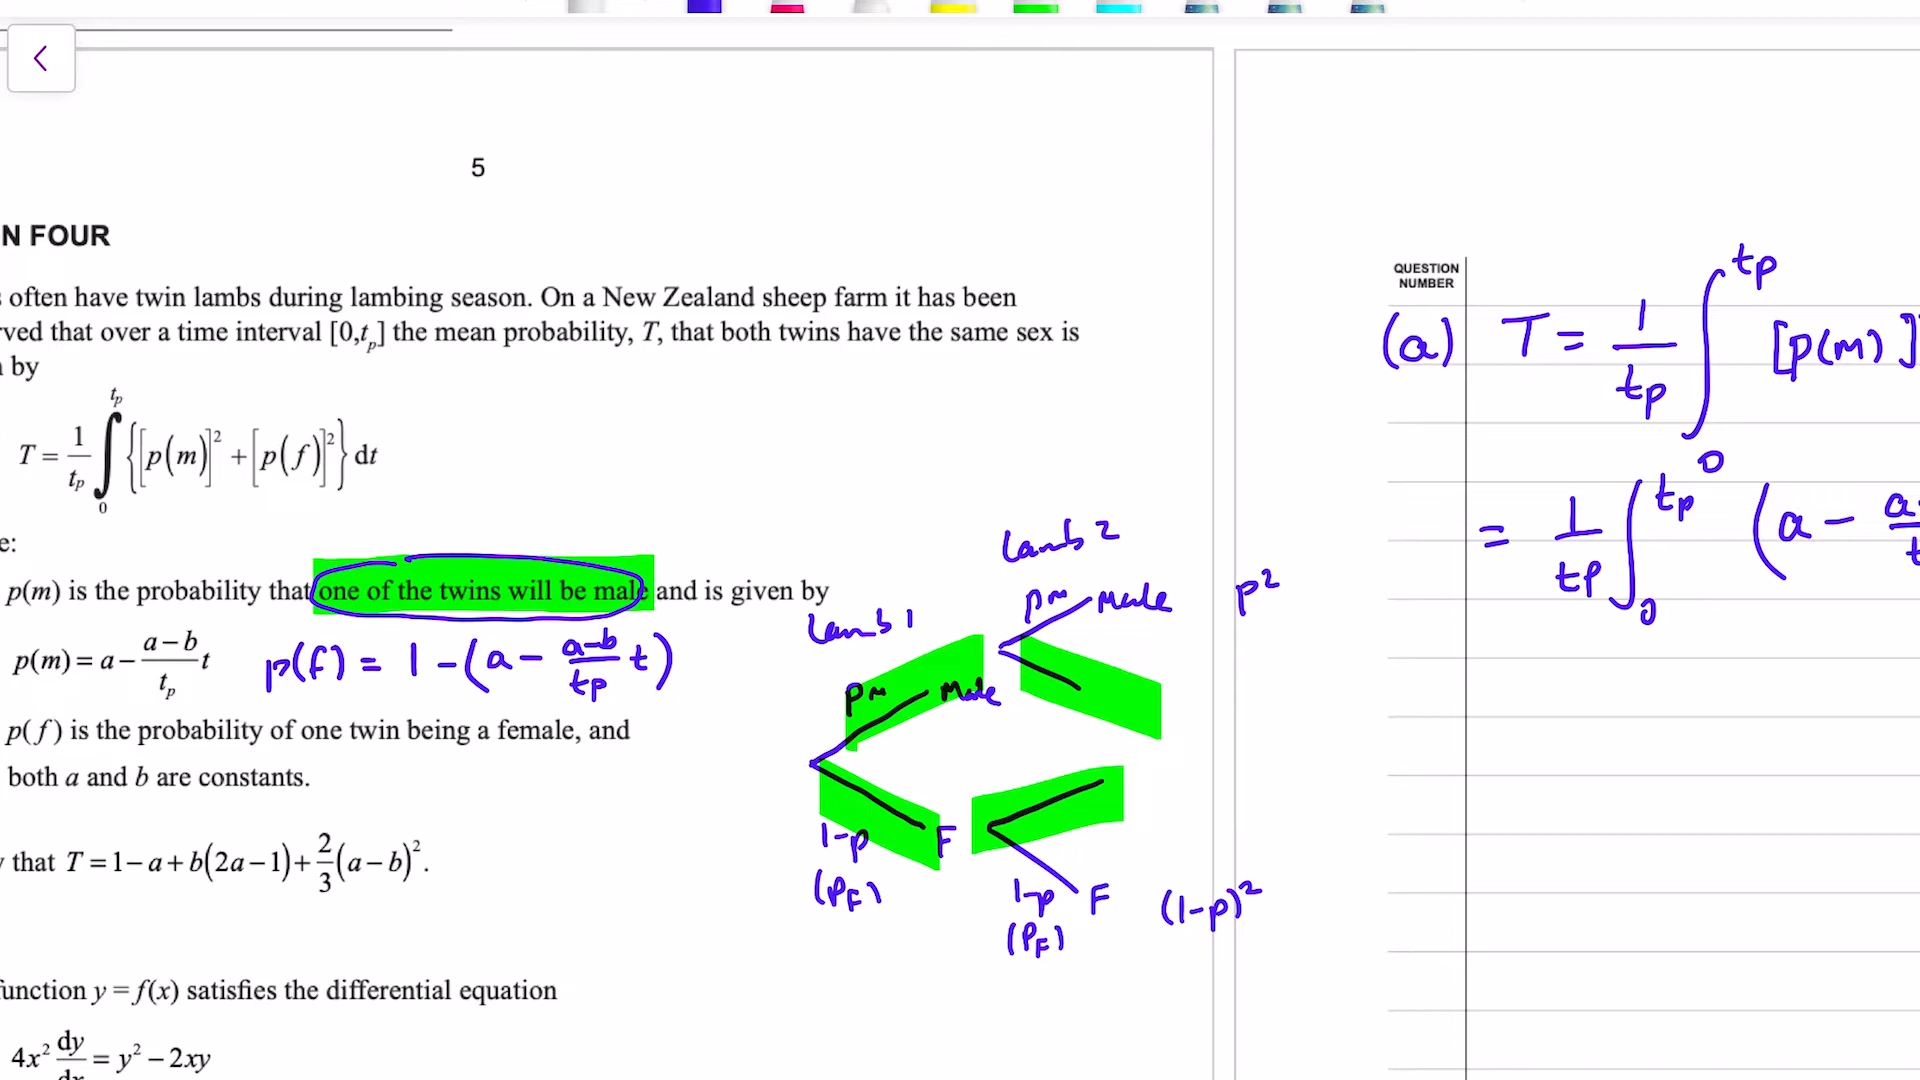 5
N FOUR
often have twin lambs during lambing season. On a New Zealand sheep farm it has been
ved that over a time interval [0,tₚ] the mean probability, T, that both twins have the same sex is
by
T = 1/tₚ ∫₀^tₚ {[p(m)]² + [p(f)]²} dt
e:
p(m) is the probability that one of the twins will be male and is given by
p(m) = a − (a − b)/tₚ t
p(f) = 1 − (a − (a−b)/tp t)
p(f) is the probability of one twin being a female, and
both a and b are constants.
that T = 1 − a + b(2a − 1) + 2/3 (a − b)².
function y = f(x) satisfies the differential equation
4x² dy/dx = y² − 2xy
Lamb 1
Lamb 2
PM Male
PM Male
p²
1-p F
(PF)
1-p F
(PF)
(1-p)²
QUESTION
NUMBER
(a) T = 1/tp ∫₀^tp [p(m)]
= 1/tp ∫₀^tp (a − a